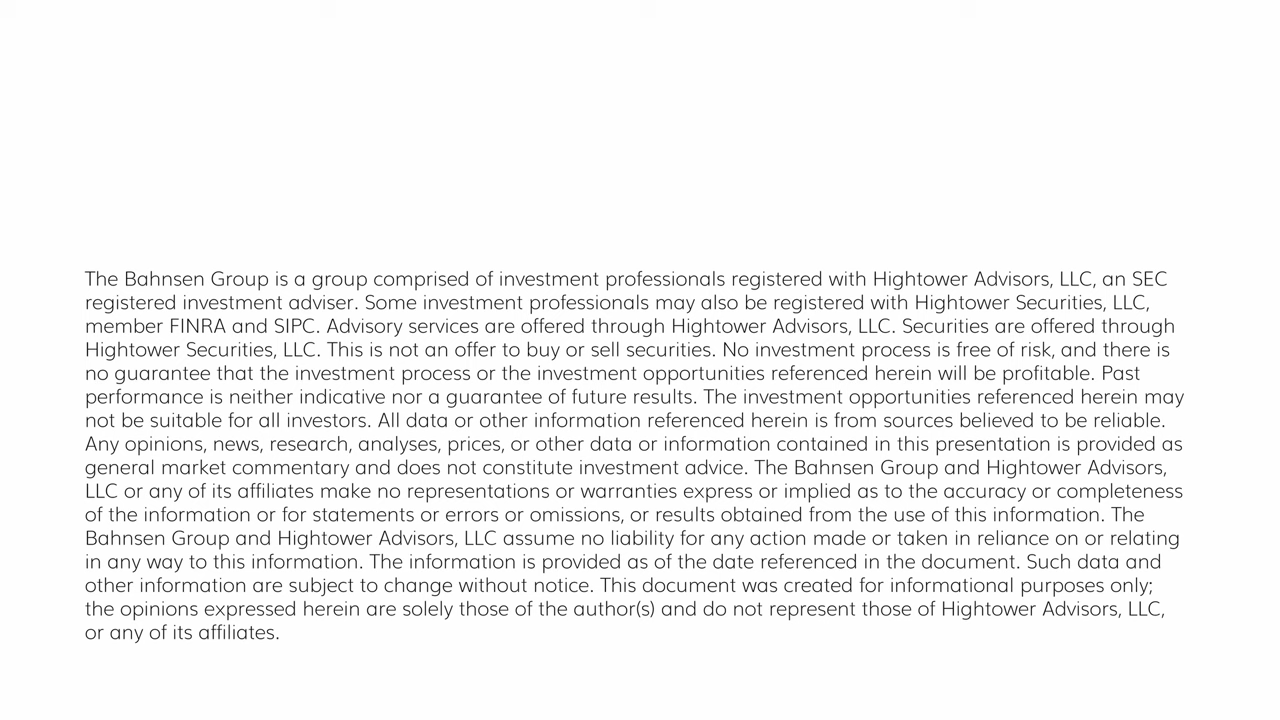 The Bahnsen Group is a group comprised of investment professionals registered with Hightower Advisors, LLC, an SEC
registered investment adviser. Some investment professionals may also be registered with Hightower Securities, LLC,
member FINRA and SIPC. Advisory services are offered through Hightower Advisors, LLC. Securities are offered through
Hightower Securities, LLC. This is not an offer to buy or sell securities. No investment process is free of risk, and there is
no guarantee that the investment process or the investment opportunities referenced herein will be profitable. Past
performance is neither indicative nor a guarantee of future results. The investment opportunities referenced herein may
not be suitable for all investors. All data or other information referenced herein is from sources believed to be reliable.
Any opinions, news, research, analyses, prices, or other data or information contained in this presentation is provided as
general market commentary and does not constitute investment advice. The Bahnsen Group and Hightower Advisors,
LLC or any of its affiliates make no representations or warranties express or implied as to the accuracy or completeness
of the information or for statements or errors or omissions, or results obtained from the use of this information. The
Bahnsen Group and Hightower Advisors, LLC assume no liability for any action made or taken in reliance on or relating
in any way to this information. The information is provided as of the date referenced in the document. Such data and
other information are subject to change without notice. This document was created for informational purposes only;
the opinions expressed herein are solely those of the author(s) and do not represent those of Hightower Advisors, LLC,
or any of its affiliates.